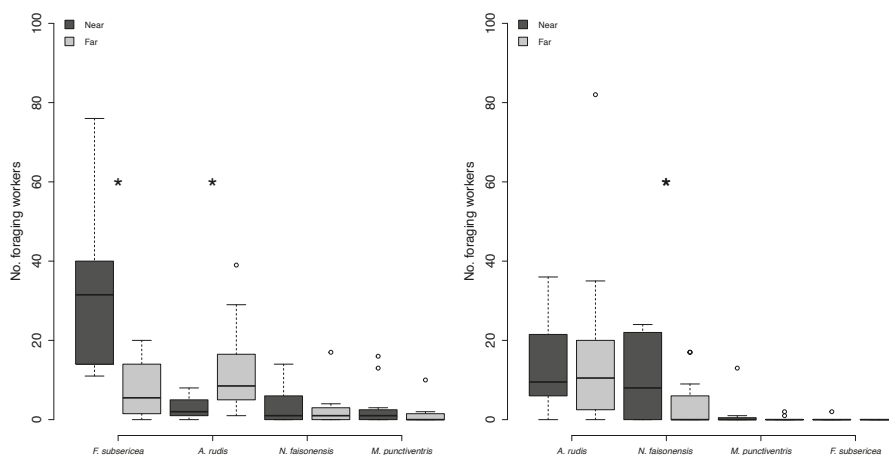 No. foraging workers
100
80
60
40
20
0
Near
Far
*
*
F. subsericea
A. rudis
N. faisonensis
M. punctiventris
No. foraging workers
100
80
60
40
20
0
Near
Far
*
A. rudis
N. faisonensis
M. punctiventris
F. subsericea